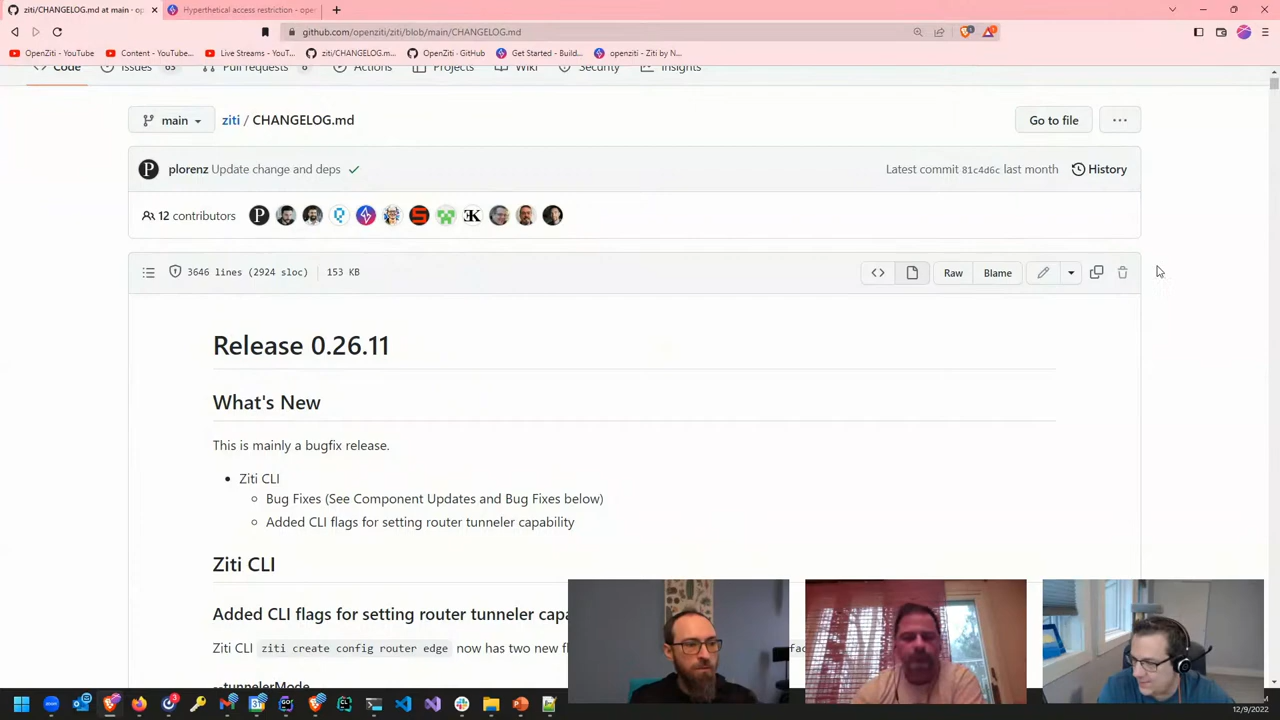 ziti/CHANGELOG.md at main · op
Hyperthetical access restriction - ope
github.com/openziti/ziti/blob/main/CHANGELOG.md
OpenZiti - YouTube
Content - YouTube...
Live Streams - YouT...
ziti/CHANGELOG.m...
OpenZiti · GitHub
Get Started - Build...
openziti - Ziti by N...
Code
Issues 63
Pull requests 8
Actions
Projects
Wiki
Security
Insights
main
ziti / CHANGELOG.md
Go to file
plorenz Update change and deps
Latest commit 81c4d6c last month
History
12 contributors
3646 lines (2924 sloc) | 153 KB
Raw
Blame
Release 0.26.11
What's New
This is mainly a bugfix release.
Ziti CLI
Bug Fixes (See Component Updates and Bug Fixes below)
Added CLI flags for setting router tunneler capability
Ziti CLI
Added CLI flags for setting router tunneler capa
Ziti CLI ziti create config router edge now has two new fl
--tunnelerMode
12/9/2022